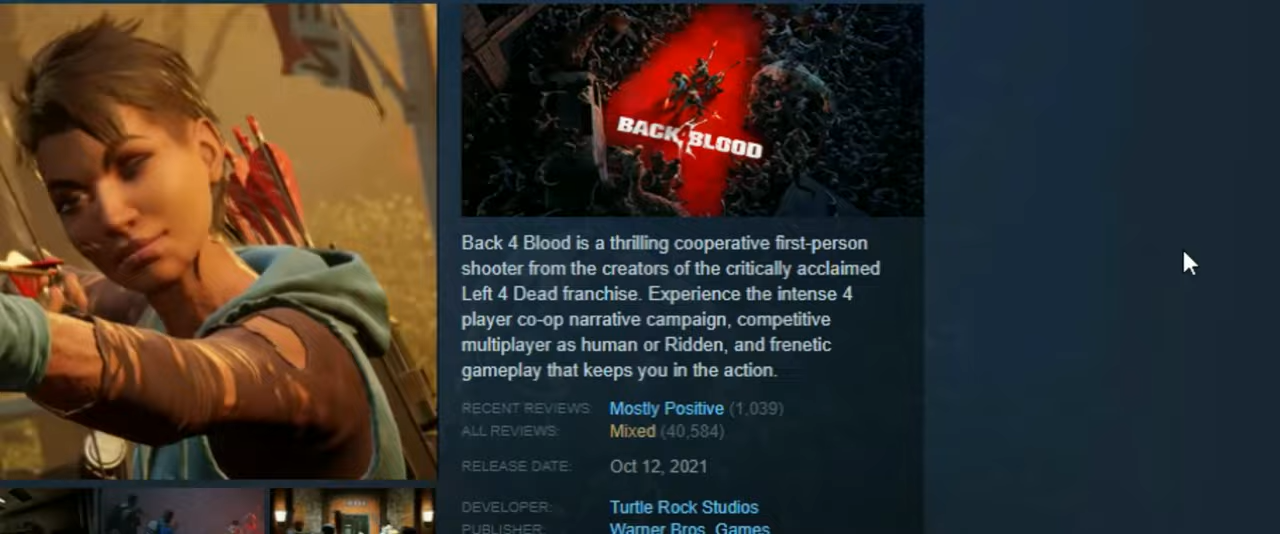 BACK 4 BLOOD
Back 4 Blood is a thrilling cooperative first-person
shooter from the creators of the critically acclaimed
Left 4 Dead franchise. Experience the intense 4
player co-op narrative campaign, competitive
multiplayer as human or Ridden, and frenetic
gameplay that keeps you in the action.
RECENT REVIEWS: Mostly Positive (1,039)
ALL REVIEWS: Mixed (40,584)
RELEASE DATE: Oct 12, 2021
DEVELOPER: Turtle Rock Studios
PUBLISHER: Warner Bros. Games